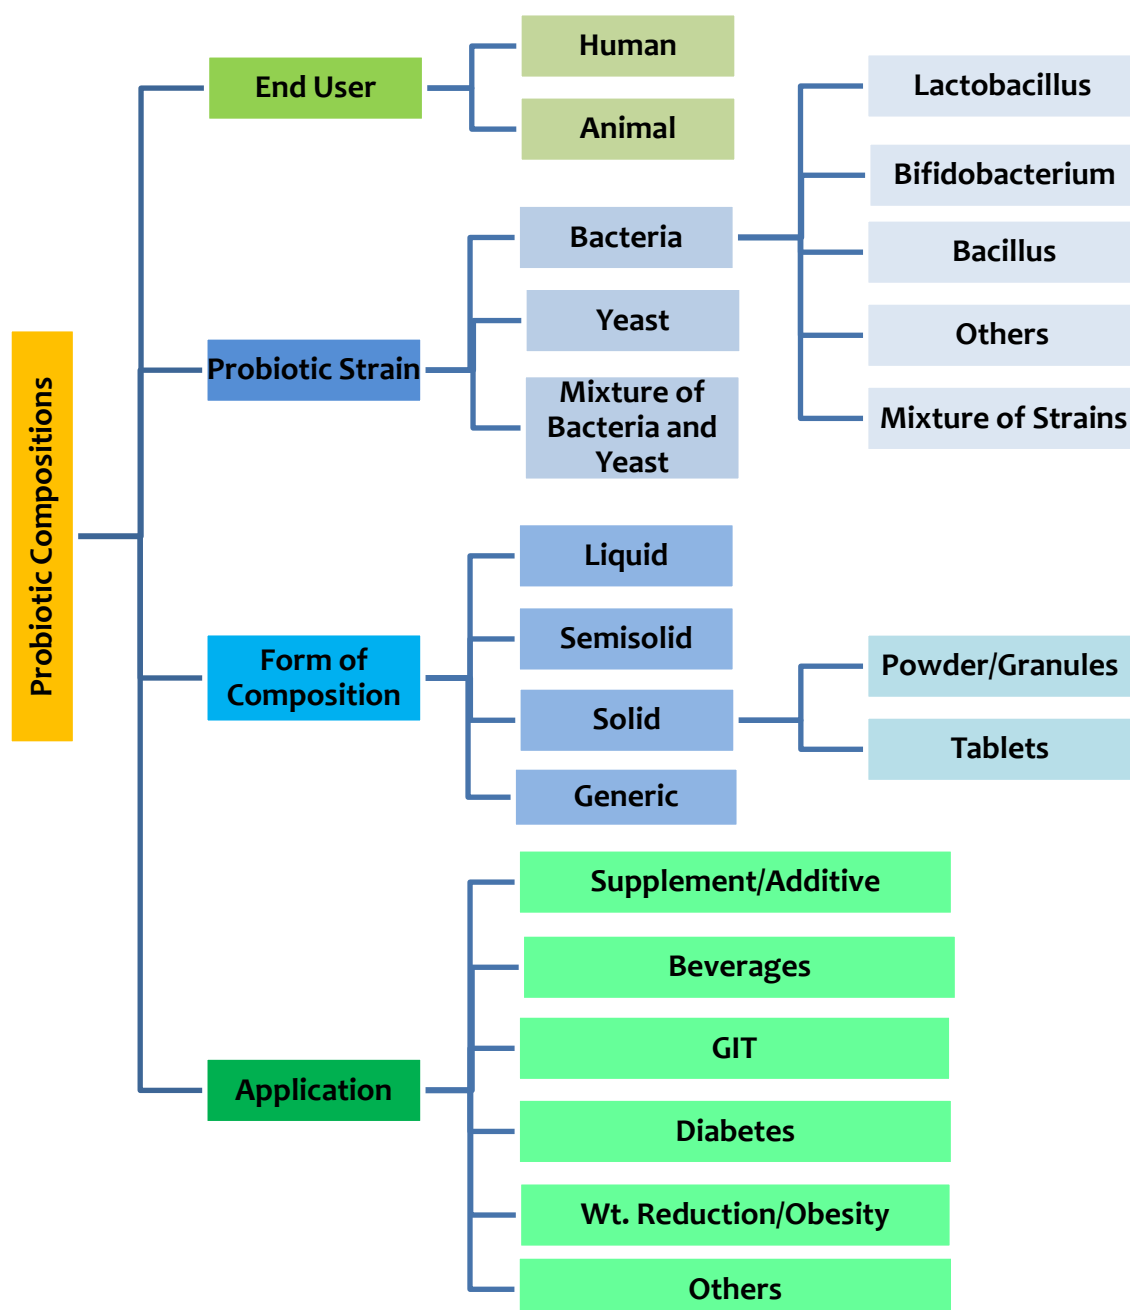 Probiotic Compositions
End User
Human
Animal
Probiotic Strain
Bacteria
Yeast
Mixture of
Bacteria and
Yeast
Lactobacillus
Bifidobacterium
Bacillus
Others
Mixture of Strains
Form of
Composition
Liquid
Semisolid
Solid
Generic
Powder/Granules
Tablets
Application
Supplement/Additive
Beverages
GIT
Diabetes
Wt. Reduction/Obesity
Others